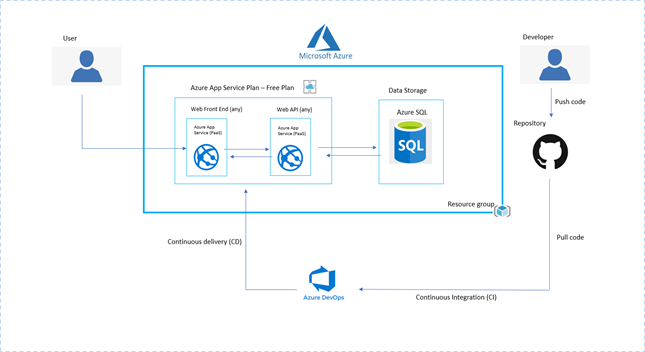 User
Microsoft Azure
Developer
Azure App Service Plan – Free Plan
Data Storage
Push code
Web Front End (any)
Web API (any)
Azure SQL
Repository
Azure App
Service (PaaS)
Azure App
Service (PaaS)
SQL
Resource group
Pull code
Continuous delivery (CD)
Azure DevOps
Continuous Integration (CI)